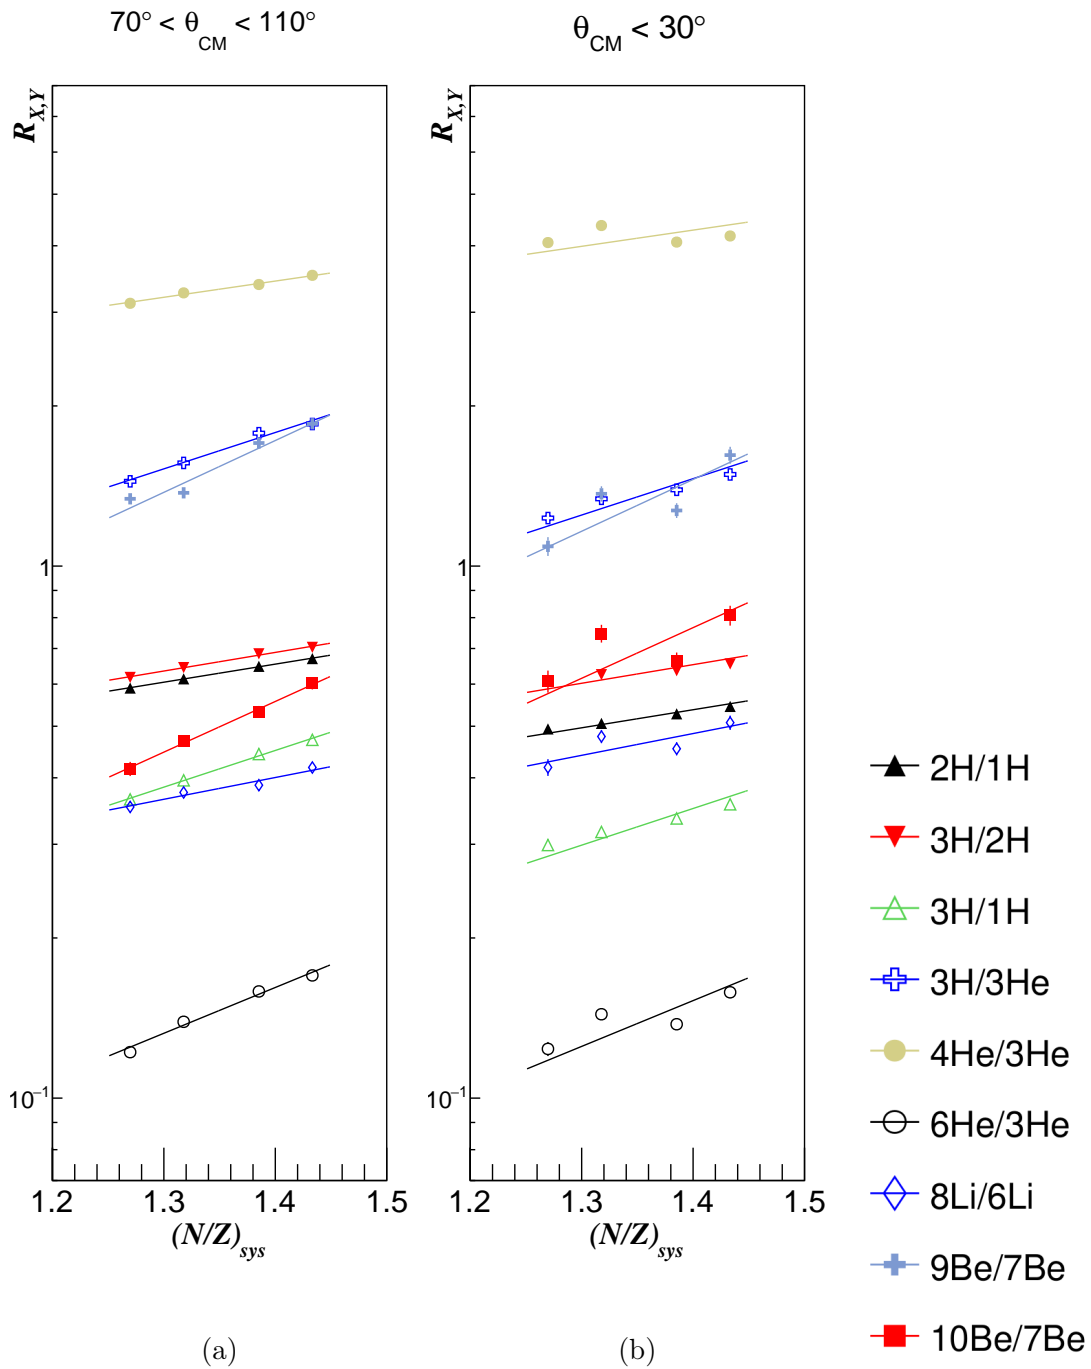 70° < θCM < 110°
θCM < 30°
RX,Y
RX,Y
1
1
10−1
10−1
1.2 1.3 1.4 1.5
1.2 1.3 1.4 1.5
(N/Z)sys
(N/Z)sys
(a)
(b)
2H/1H
3H/2H
3H/1H
3H/3He
4He/3He
6He/3He
8Li/6Li
9Be/7Be
10Be/7Be